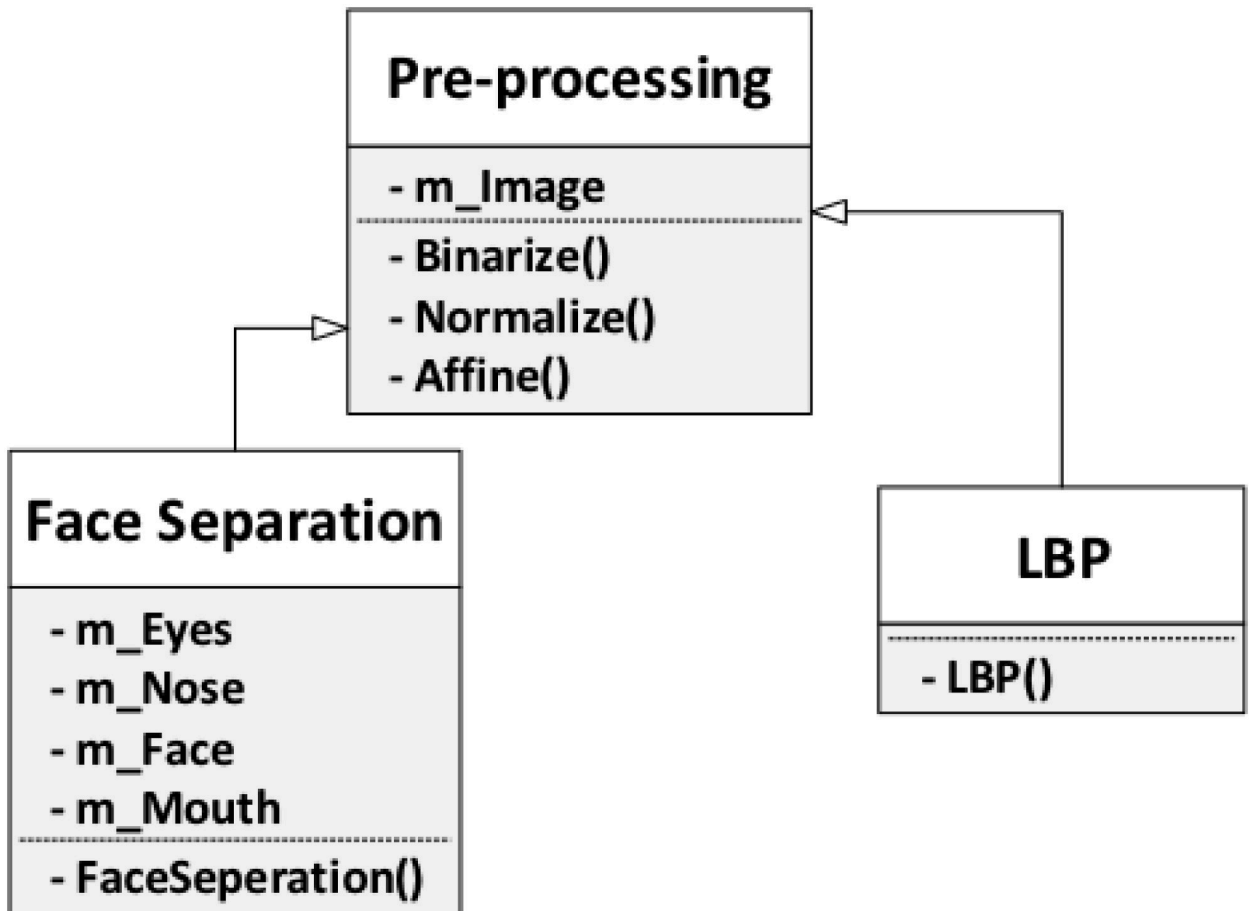 Pre-processing
- m_Image
- Binarize()
- Normalize()
- Affine()
Face Separation
- m_Eyes
- m_Nose
- m_Face
- m_Mouth
- FaceSeperation()
LBP
- LBP()